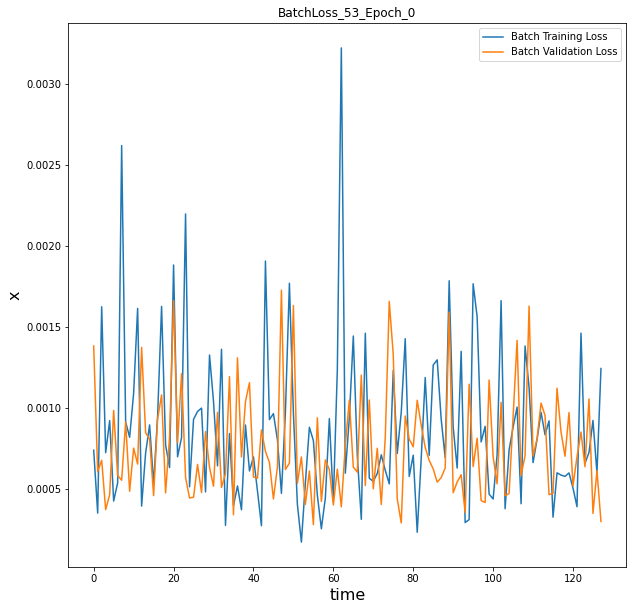 BatchLoss_53_Epoch_0
Batch Training Loss
Batch Validation Loss
0.0030
0.0025
0.0020
0.0015
0.0010
0.0005
x
0 20 40 60 80 100 120
time